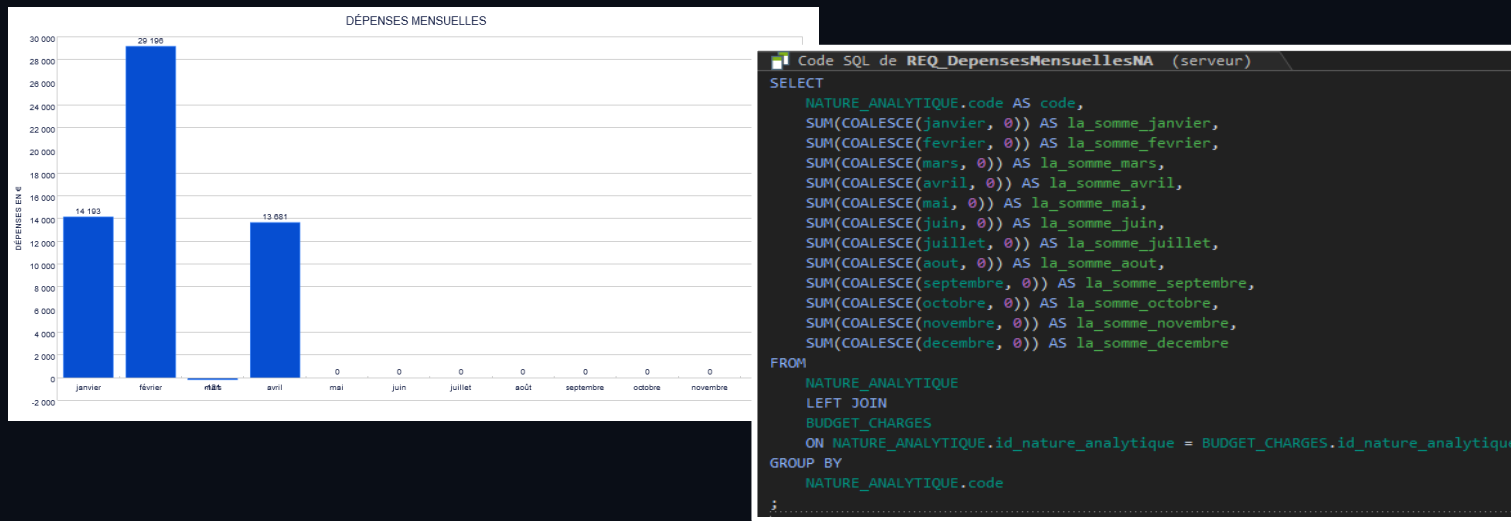 DÉPENSES MENSUELLES
30 000
28 000
26 000
24 000
22 000
20 000
18 000
16 000
14 000
12 000
10 000
8 000
6 000
4 000
2 000
0
-2 000
DÉPENSES EN €
14 193
29 196
13 681
0
0
0
0
0
0
0
janvier
février
mars
avril
mai
juin
juillet
août
septembre
octobre
novembre
Code SQL de REQ_DepensesMensuellesNA (serveur)
SELECT
NATURE_ANALYTIQUE.code AS code,
SUM(COALESCE(janvier, 0)) AS la_somme_janvier,
SUM(COALESCE(fevrier, 0)) AS la_somme_fevrier,
SUM(COALESCE(mars, 0)) AS la_somme_mars,
SUM(COALESCE(avril, 0)) AS la_somme_avril,
SUM(COALESCE(mai, 0)) AS la_somme_mai,
SUM(COALESCE(juin, 0)) AS la_somme_juin,
SUM(COALESCE(juillet, 0)) AS la_somme_juillet,
SUM(COALESCE(aout, 0)) AS la_somme_aout,
SUM(COALESCE(septembre, 0)) AS la_somme_septembre,
SUM(COALESCE(octobre, 0)) AS la_somme_octobre,
SUM(COALESCE(novembre, 0)) AS la_somme_novembre,
SUM(COALESCE(decembre, 0)) AS la_somme_decembre
FROM
NATURE_ANALYTIQUE
LEFT JOIN
BUDGET_CHARGES
ON NATURE_ANALYTIQUE.id_nature_analytique = BUDGET_CHARGES.id_nature_analytique
GROUP BY
NATURE_ANALYTIQUE.code
;